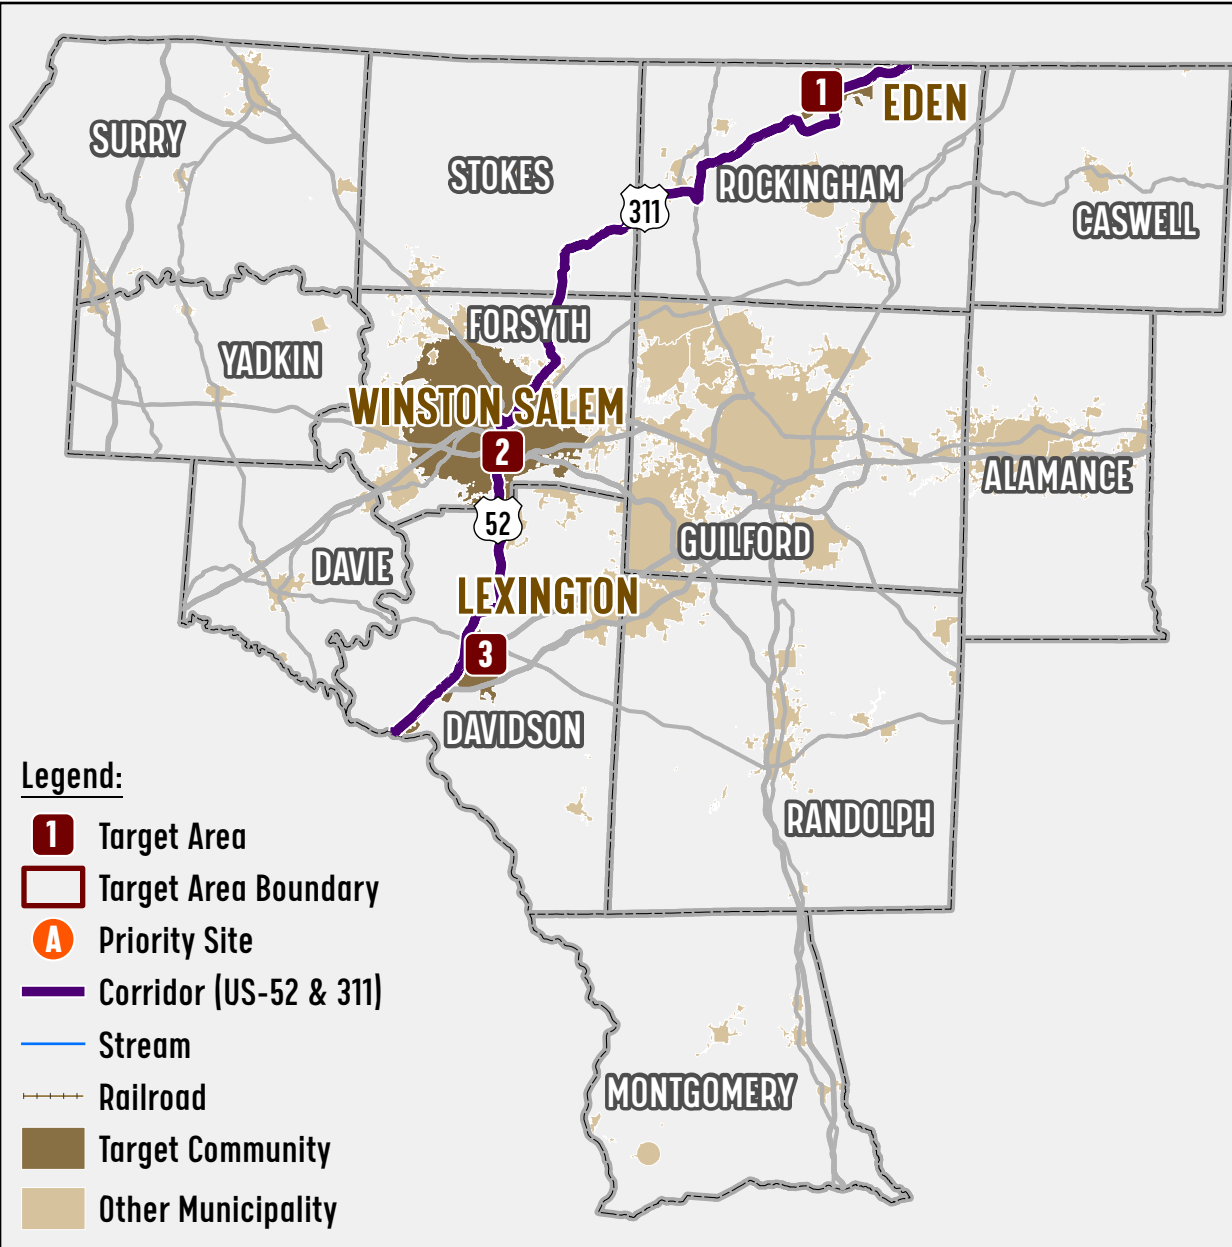 1
EDEN
SURRY
STOKES
ROCKINGHAM
311
CASWELL
FORSYTH
YADKIN
WINSTON SALEM
2
ALAMANCE
52
GUILFORD
DAVIE
LEXINGTON
3
DAVIDSON
RANDOLPH
MONTGOMERY
Legend:
1 Target Area
Target Area Boundary
A Priority Site
Corridor (US-52 & 311)
Stream
Railroad
Target Community
Other Municipality